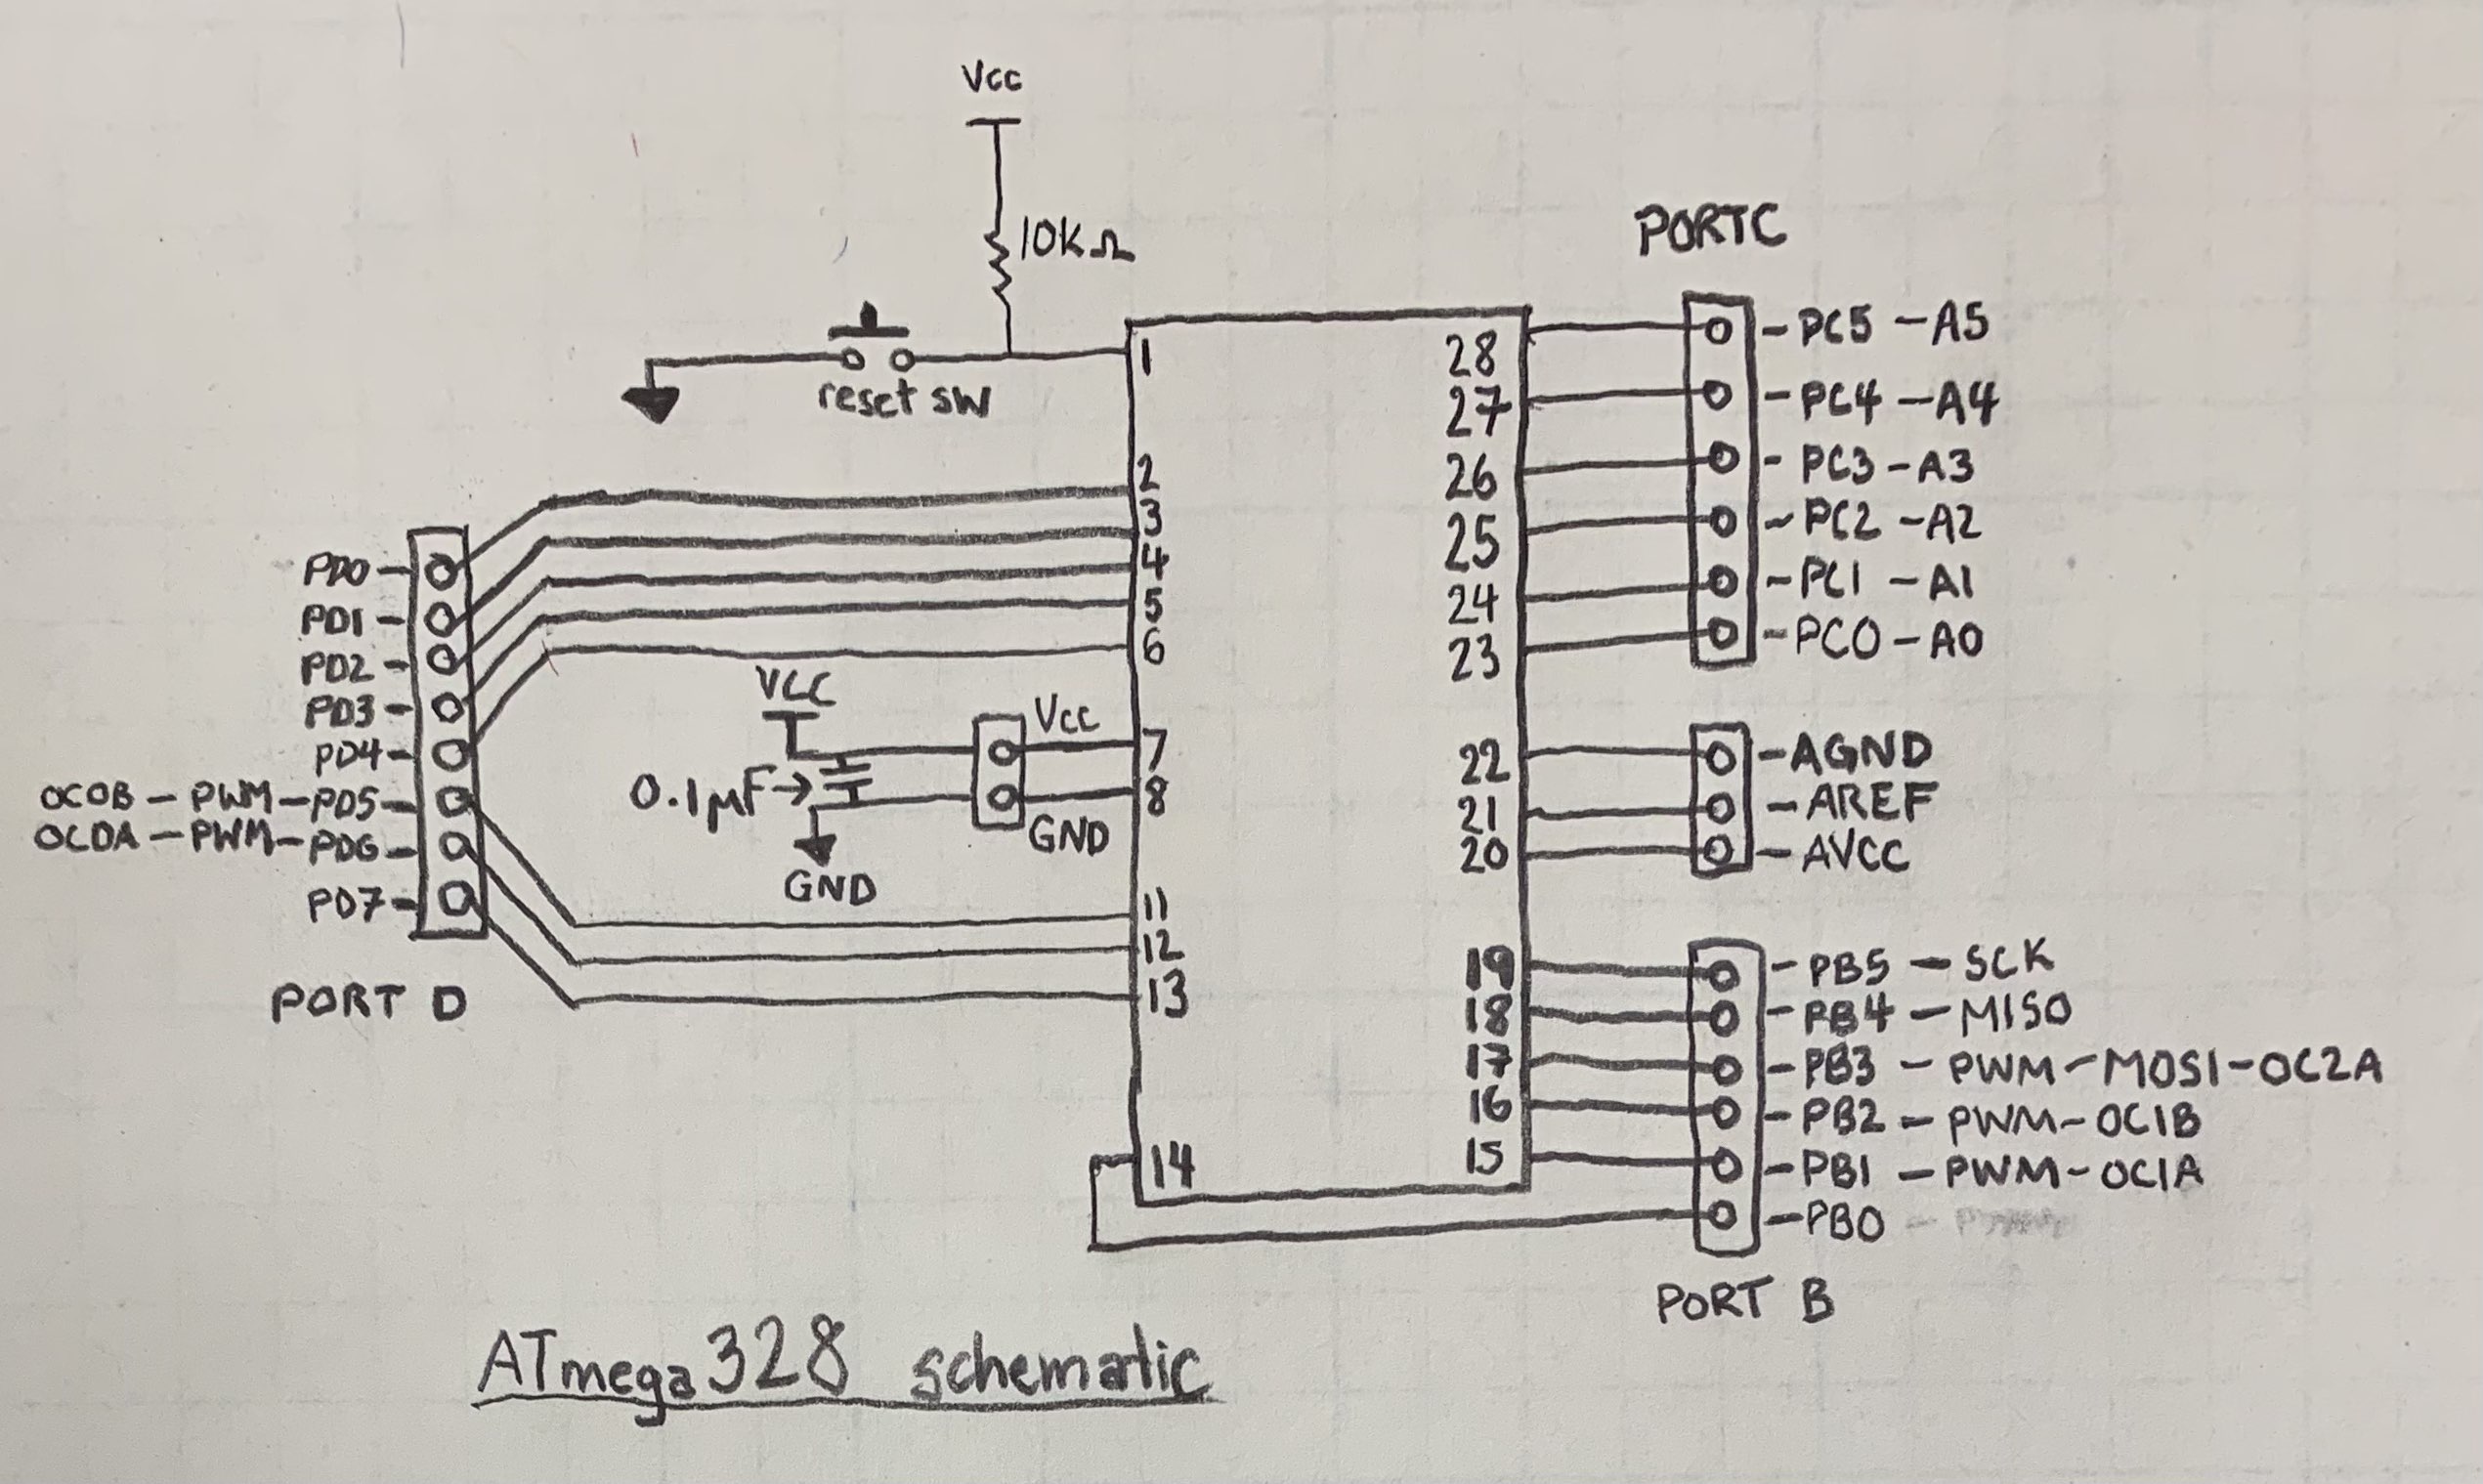 Vcc
10KΩ
reset sw
PORTC
1
28
27
26
25
24
23
-PC5 -A5
-PC4 -A4
-PC3 -A3
-PC2 -A2
-PC1 -A1
-PC0 -A0
2
3
4
5
6
PD0-
PD1-
PD2-
PD3-
PD4-
OC0B - PWM-PD5-
OCDA - PWM-PD6-
PD7-
PORT D
VCC
Vcc
0.1µF→
GND
GND
7
8
11
12
13
14
22
21
20
-AGND
-AREF
-AVCC
19
18
17
16
15
-PB5 -SCK
-PB4 -MISO
-PB3 - PWM-MOSI-OC2A
-PB2 - PWM-OC1B
-PB1 - PWM-OC1A
-PB0
PORT B
ATmega328 schematic